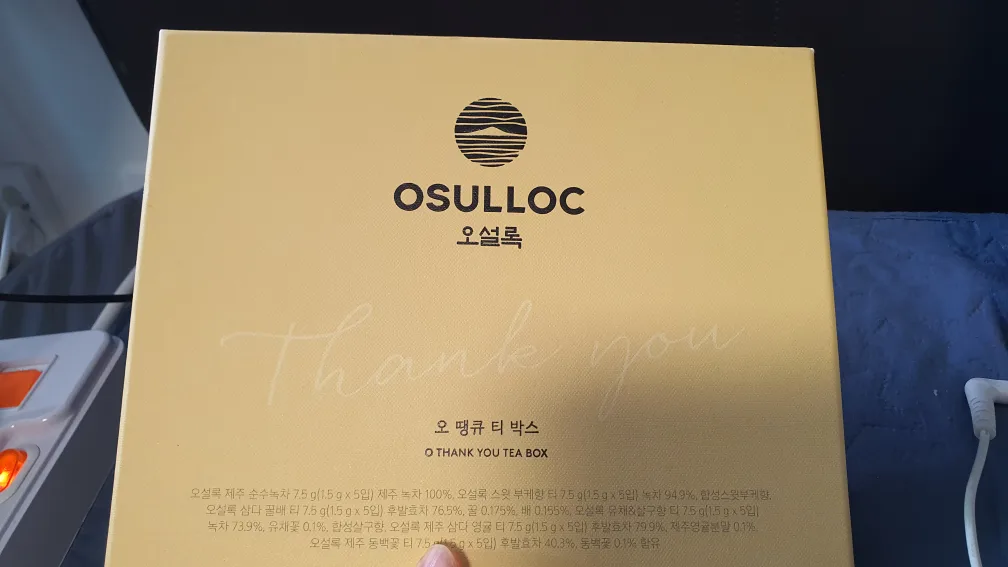 OSULLOC
오설록
Thank you
오 땡큐 티 박스
O THANK YOU TEA BOX
오설록 제주 순수녹차 7.5 g(1.5 g x 5입) 제주 녹차 100%, 오설록 스윗 부케향 티 7.5 g(1.5 g x 5입) 녹차 94.9%, 합성스윗부케향,
오설록 삼다 꿀배 티 7.5 g(1.5 g x 5입) 후발효차 76.5%, 꿀 0.175%, 배 0.155%, 오설록 유채&살구향 티 7.5 g(1.5 g x 5입)
녹차 73.9%, 유채꽃 0.1%, 합성살구향, 오설록 제주 삼다 영귤 티 7.5 g(1.5 g x 5입) 후발효차 79.9%, 제주영귤분말 0.1%,
오설록 제주 동백꽃 티 7.5 g x 5입) 후발효차 40.3%, 동백꽃 0.1% 함유